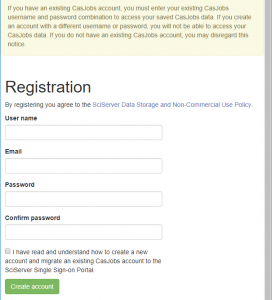 If you have an existing CasJobs account, you must enter your existing CasJobs
username and password combination to access your saved CasJobs data. If you create
an account with a different username or password, you will not be able to access your
CasJobs data. If you do not have an existing CasJobs account, you may disregard this
notice.
Registration
By registering you agree to the SciServer Data Storage and Non-Commercial Use Policy.
User name
Email
Password
Confirm password
I have read and understand how to create a new
account and migrate an existing CasJobs account to the
SciServer Single Sign-on Portal
Create account